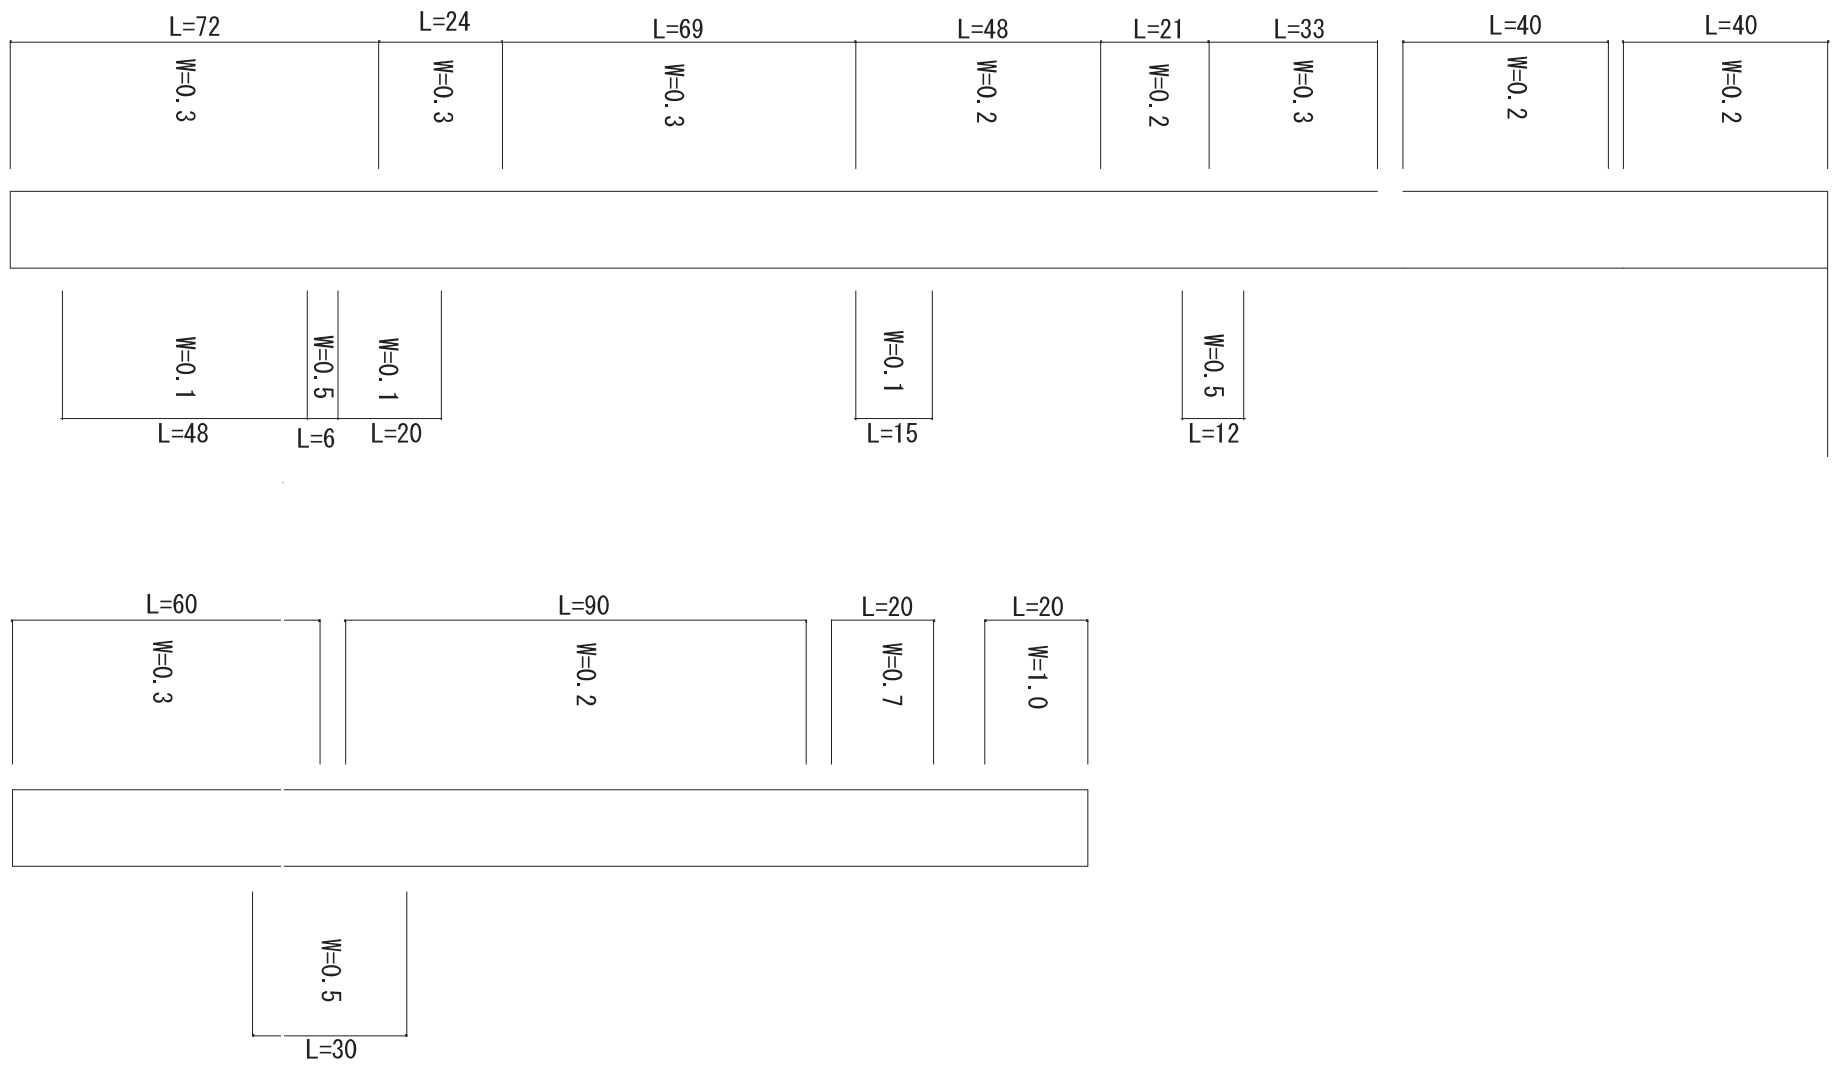 L=72 L=24 L=69 L=48 L=21 L=33 L=40 L=40
W=0.3 W=0.3 W=0.3 W=0.2 W=0.2 W=0.3 W=0.2 W=0.2
W=0.1 W=0.5 W=0.1 W=0.1 W=0.5
L=48 L=6 L=20 L=15 L=12
L=60 L=90 L=20 L=20
W=0.3 W=0.2 W=0.7 W=1.0
W=0.5
L=30